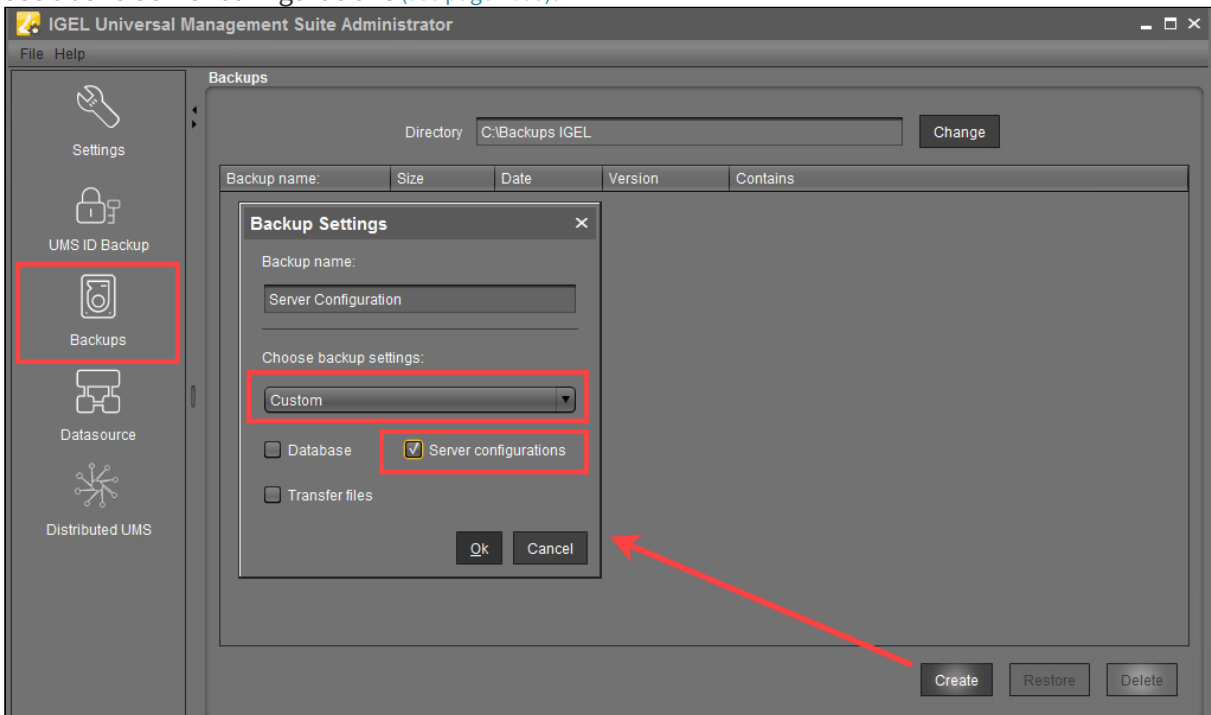 IGEL Universal Management Suite Administrator
File Help
Backups
Settings
Directory C:\Backups IGEL Change
Backup name: Size Date Version Contains
UMS ID Backup
Backup Settings
Backup name:
Server Configuration
Backups
Choose backup settings:
Custom
Datasource
Database Server configurations
Transfer files
Distributed UMS
Ok Cancel
Create Restore Delete